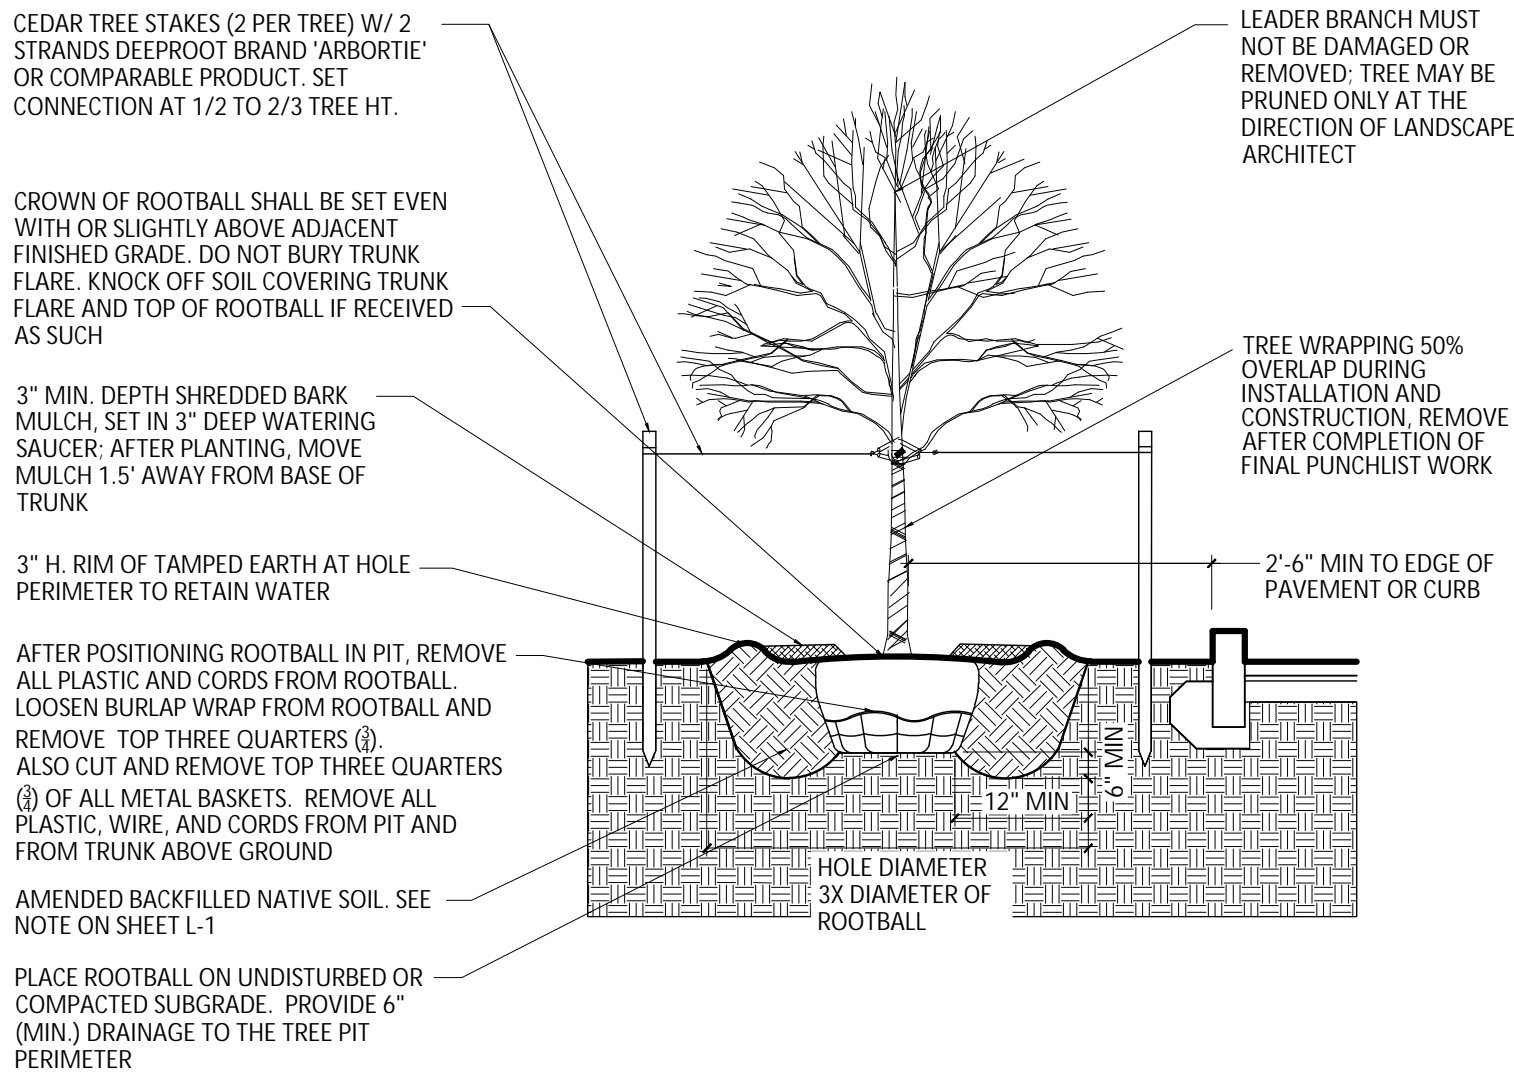 CEDAR TREE STAKES (2 PER TREE) W/ 2
STRANDS DEEPROOT BRAND 'ARBORTIE'
OR COMPARABLE PRODUCT. SET
CONNECTION AT 1/2 TO 2/3 TREE HT.
CROWN OF ROOTBALL SHALL BE SET EVEN
WITH OR SLIGHTLY ABOVE ADJACENT
FINISHED GRADE. DO NOT BURY TRUNK
FLARE. KNOCK OFF SOIL COVERING TRUNK
FLARE AND TOP OF ROOTBALL IF RECEIVED
AS SUCH
3" MIN. DEPTH SHREDDED BARK
MULCH, SET IN 3" DEEP WATERING
SAUCER; AFTER PLANTING, MOVE
MULCH 1.5' AWAY FROM BASE OF
TRUNK
3" H. RIM OF TAMPED EARTH AT HOLE
PERIMETER TO RETAIN WATER
AFTER POSITIONING ROOTBALL IN PIT, REMOVE
ALL PLASTIC AND CORDS FROM ROOTBALL.
LOOSEN BURLAP WRAP FROM ROOTBALL AND
REMOVE TOP THREE QUARTERS (3/4).
ALSO CUT AND REMOVE TOP THREE QUARTERS
(3/4) OF ALL METAL BASKETS. REMOVE ALL
PLASTIC, WIRE, AND CORDS FROM PIT AND
FROM TRUNK ABOVE GROUND
AMENDED BACKFILLED NATIVE SOIL. SEE
NOTE ON SHEET L-1
PLACE ROOTBALL ON UNDISTURBED OR
COMPACTED SUBGRADE. PROVIDE 6"
(MIN.) DRAINAGE TO THE TREE PIT
PERIMETER
LEADER BRANCH MUST
NOT BE DAMAGED OR
REMOVED; TREE MAY BE
PRUNED ONLY AT THE
DIRECTION OF LANDSCAPE
ARCHITECT
TREE WRAPPING 50%
OVERLAP DURING
INSTALLATION AND
CONSTRUCTION, REMOVE
AFTER COMPLETION OF
FINAL PUNCHLIST WORK
2'-6" MIN TO EDGE OF
PAVEMENT OR CURB
6" MIN
12" MIN
HOLE DIAMETER
3X DIAMETER OF
ROOTBALL